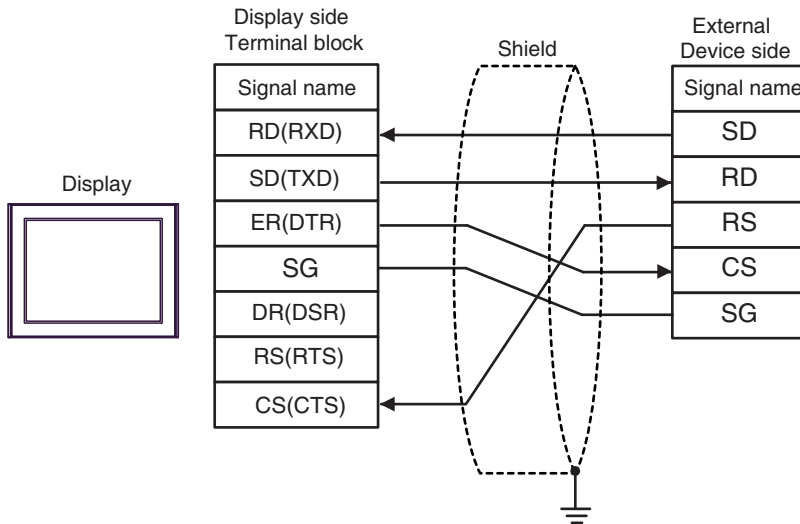 Display side
Terminal block
Signal name
RD(RXD)
SD(TXD)
ER(DTR)
SG
DR(DSR)
RS(RTS)
CS(CTS)
Display
Shield
External
Device side
Signal name
SD
RD
RS
CS
SG